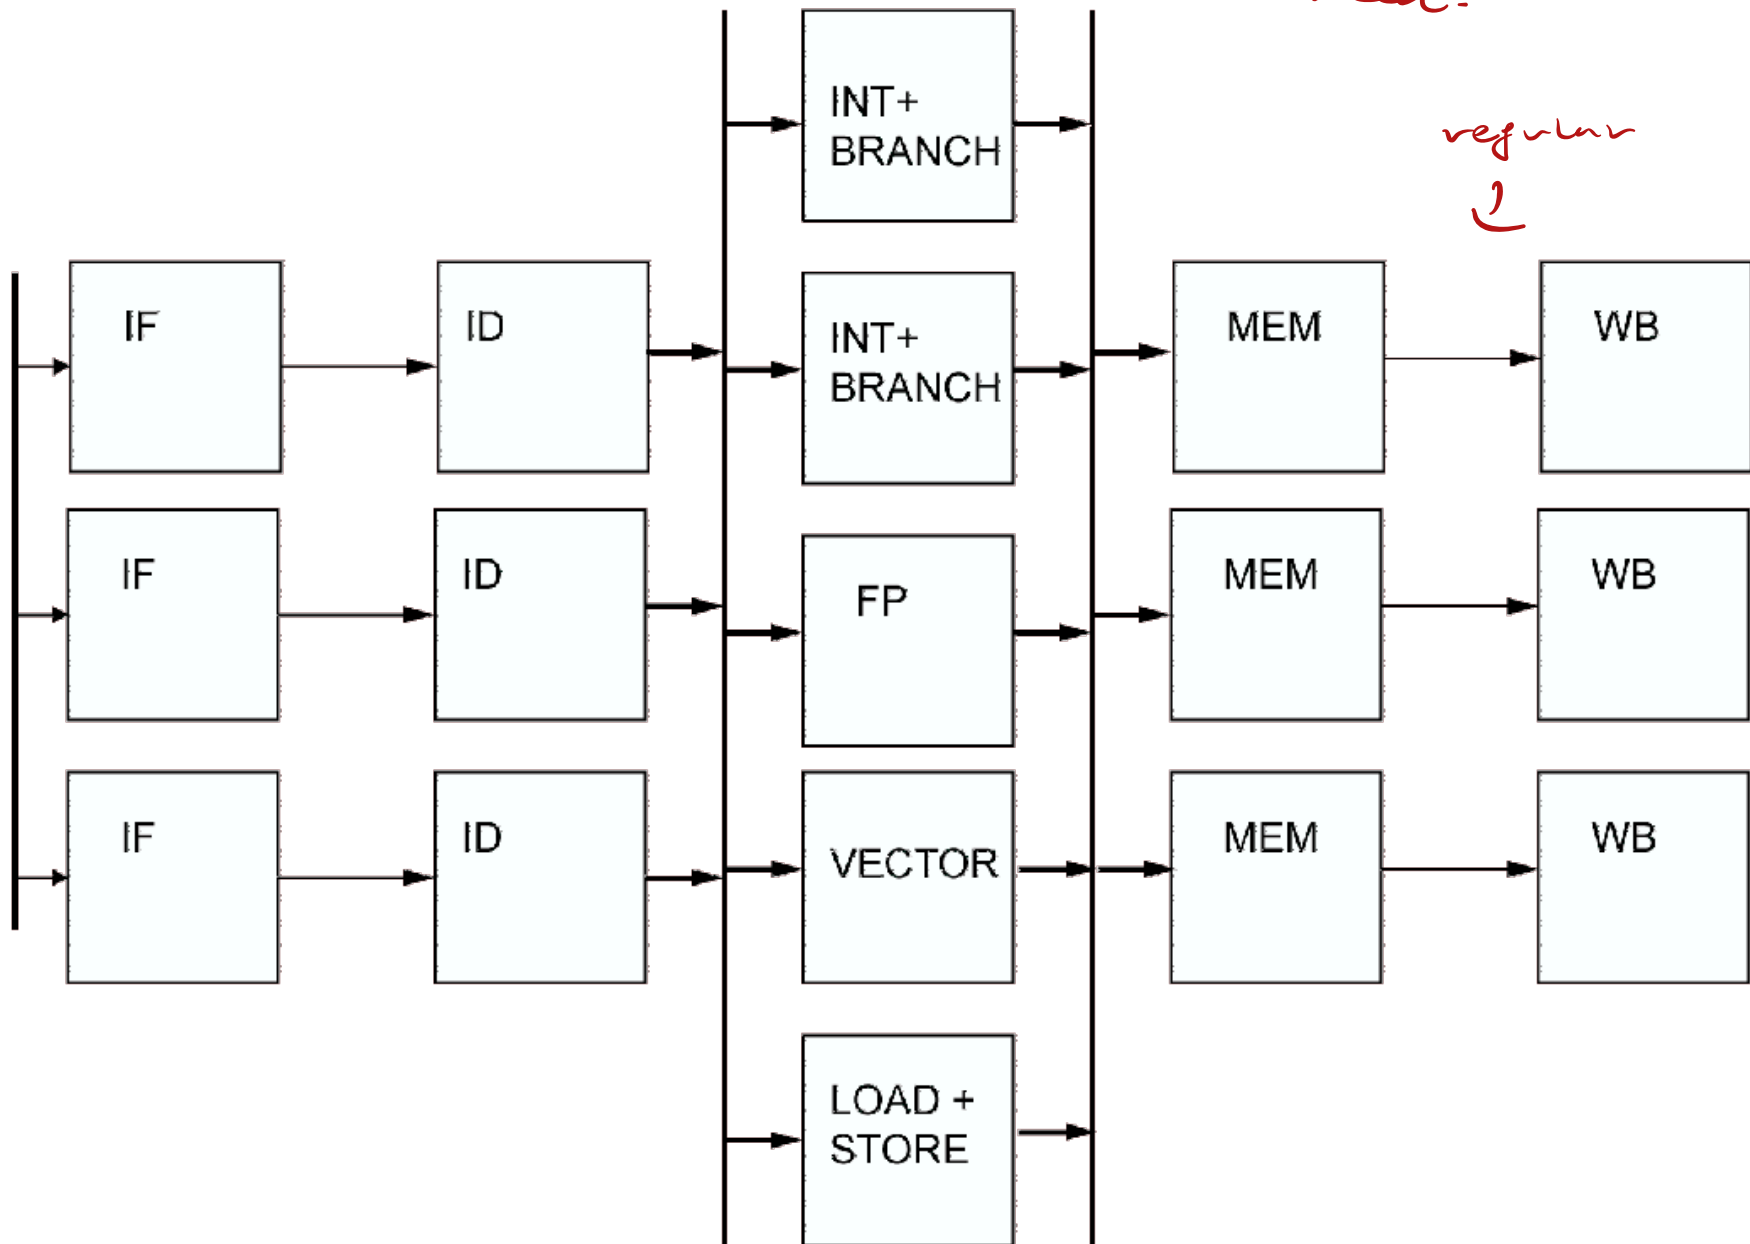 INT+
BRANCH
regular
IF
ID
INT+
BRANCH
MEM
WB
IF
ID
FP
MEM
WB
IF
ID
VECTOR
MEM
WB
LOAD +
STORE